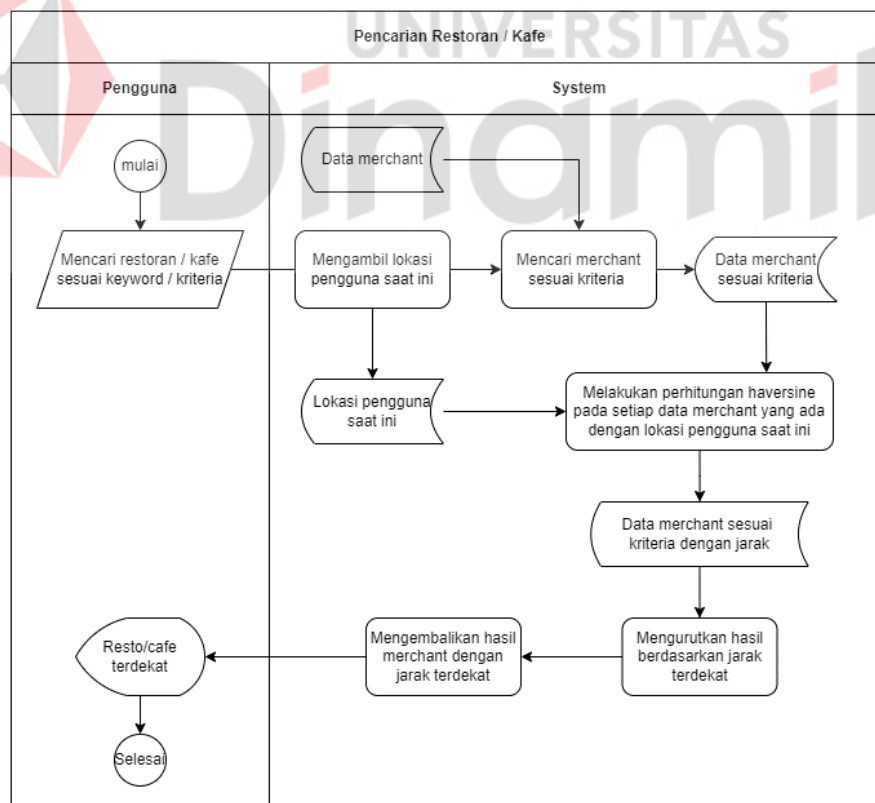 UNIVERSITAS
Dinamik
Pencarian Restoran / Kafe
Pengguna
System
mulai
Data merchant
Mencari restoran / kafe
sesuai keyword / kriteria
Mengambil lokasi
pengguna saat ini
Mencari merchant
sesuai kriteria
Data merchant
sesuai kriteria
Lokasi pengguna
saat ini
Melakukan perhitungan haversine
pada setiap data merchant yang ada
dengan lokasi pengguna saat ini
Data merchant sesuai
kriteria dengan jarak
Resto/cafe
terdekat
Mengembalikan hasil
merchant dengan
jarak terdekat
Mengurutkan hasil
berdasarkan jarak
terdekat
Selesai